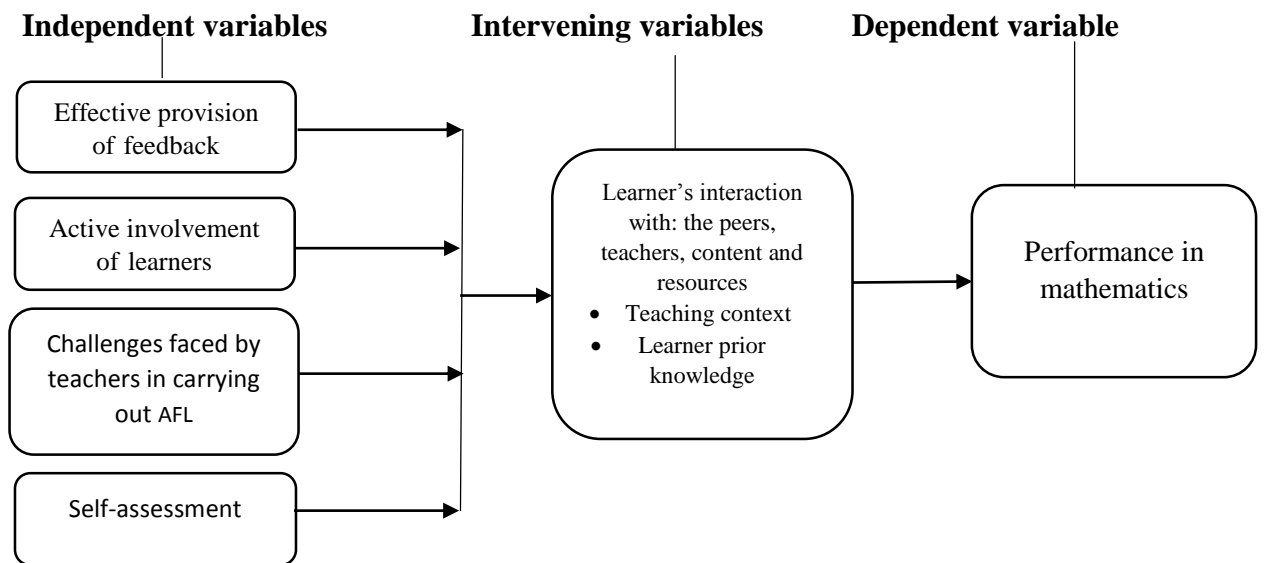 Independent variables
Intervening variables
Dependent variable
Effective provision
of feedback
Active involvement
of learners
Challenges faced by
teachers in carrying
out AFL
Self-assessment
Learner’s interaction
with: the peers,
teachers, content and
resources
• Teaching context
• Learner prior
knowledge
Performance in
mathematics